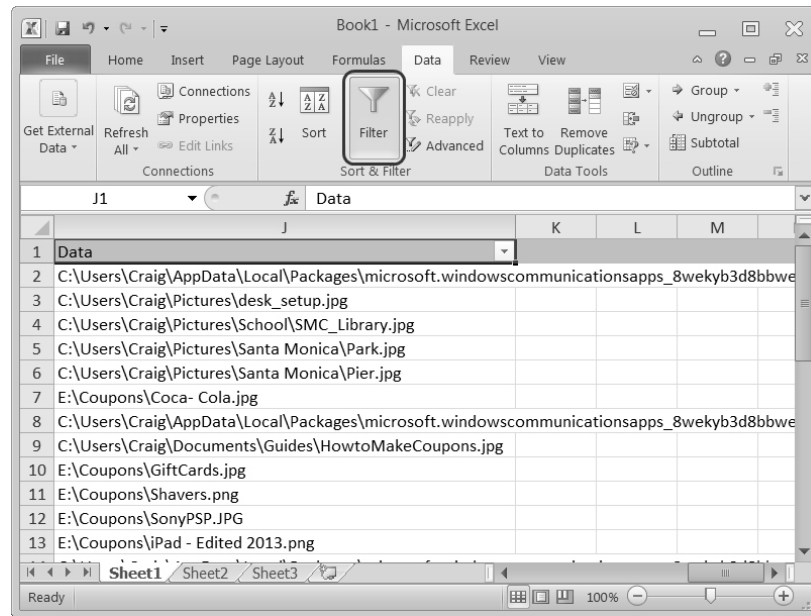 Book1 - Microsoft Excel
File Home Insert Page Layout Formulas Data Review View
Get External Data
Refresh All
Connections
Properties
Edit Links
Connections
Sort
Filter
Clear
Reapply
Advanced
Sort & Filter
Text to Columns
Remove Duplicates
Data Tools
Group
Ungroup
Subtotal
Outline
J1 fx Data
J K L M
1 Data
2 C:\Users\Craig\AppData\Local\Packages\microsoft.windowscommunicationsapps_8wekyb3d8bbwe
3 C:\Users\Craig\Pictures\desk_setup.jpg
4 C:\Users\Craig\Pictures\School\SMC_Library.jpg
5 C:\Users\Craig\Pictures\Santa Monica\Park.jpg
6 C:\Users\Craig\Pictures\Santa Monica\Pier.jpg
7 E:\Coupons\Coca- Cola.jpg
8 C:\Users\Craig\AppData\Local\Packages\microsoft.windowscommunicationsapps_8wekyb3d8bbwe
9 C:\Users\Craig\Documents\Guides\HowtoMakeCoupons.jpg
10 E:\Coupons\GiftCards.jpg
11 E:\Coupons\Shavers.png
12 E:\Coupons\SonyPSP.JPG
13 E:\Coupons\iPad - Edited 2013.png
Sheet1 Sheet2 Sheet3
Ready 100%